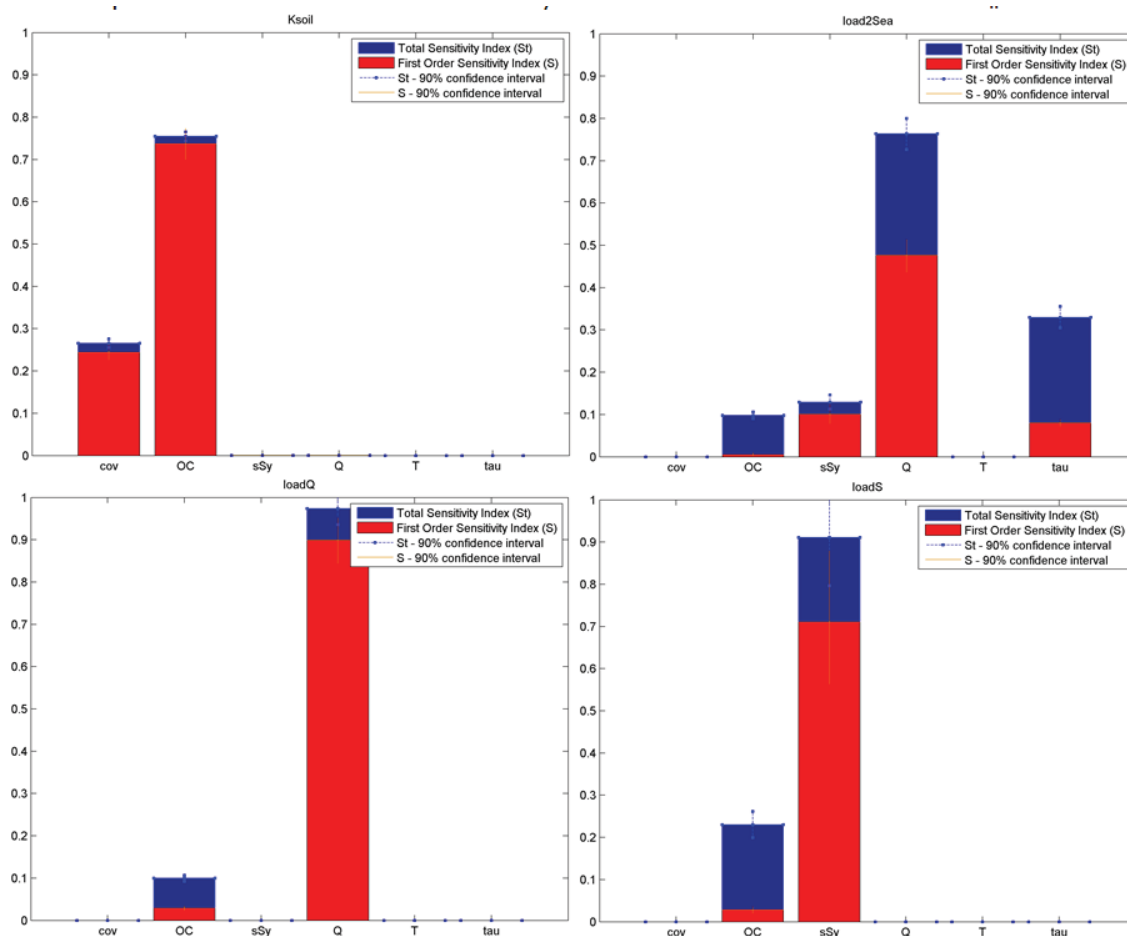 Ksoil
1
0.9
0.8
0.7
0.6
0.5
0.4
0.3
0.2
0.1
0
Total Sensitivity Index (St)
First Order Sensitivity Index (S)
St - 90% confidence interval
S - 90% confidence interval
cov OC sSy Q T tau
load2Sea
1
0.9
0.8
0.7
0.6
0.5
0.4
0.3
0.2
0.1
0
Total Sensitivity Index (St)
First Order Sensitivity Index (S)
St - 90% confidence interval
S - 90% confidence interval
cov OC sSy Q T tau
loadQ
1
0.9
0.8
0.7
0.6
0.5
0.4
0.3
0.2
0.1
0
Total Sensitivity Index (St)
First Order Sensitivity Index (S)
St - 90% confidence interval
S - 90% confidence interval
cov OC sSy Q T tau
loadS
1
0.9
0.8
0.7
0.6
0.5
0.4
0.3
0.2
0.1
0
Total Sensitivity Index (St)
First Order Sensitivity Index (S)
St - 90% confidence interval
S - 90% confidence interval
cov OC sSy Q T tau